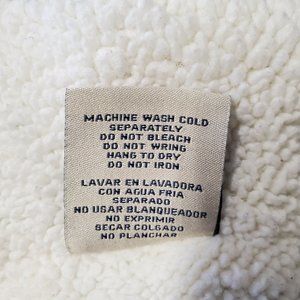 MACHINE WASH COLD
SEPARATELY
DO NOT BLEACH
DO NOT WRING
HANG TO DRY
DO NOT IRON
LAVAR EN LAVADORA
CON AGUA FRIA
SEPARADO
NO USAR BLANQUEADOR
NO EXPRIMIR
SECAR COLGADO
NO PLANCHAR